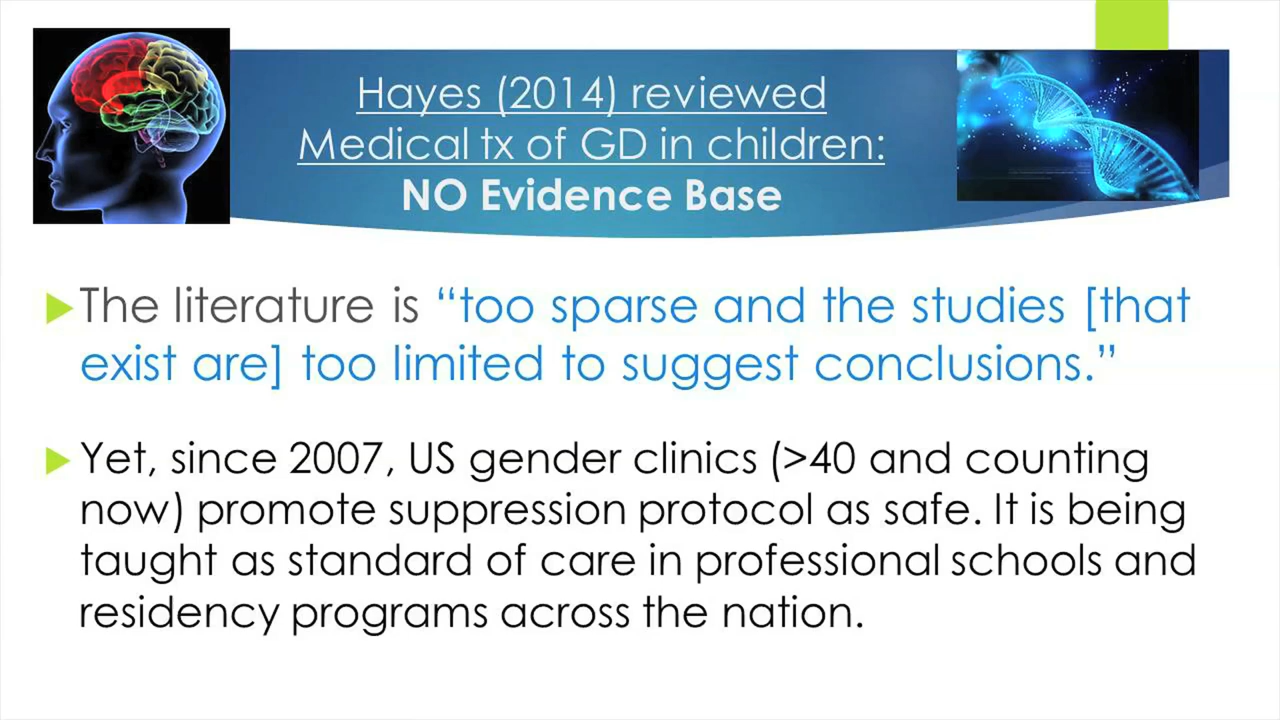 Hayes (2014) reviewed
Medical tx of GD in children:
NO Evidence Base
The literature is “too sparse and the studies [that
exist are] too limited to suggest conclusions.”
Yet, since 2007, US gender clinics (>40 and counting
now) promote suppression protocol as safe. It is being
taught as standard of care in professional schools and
residency programs across the nation.